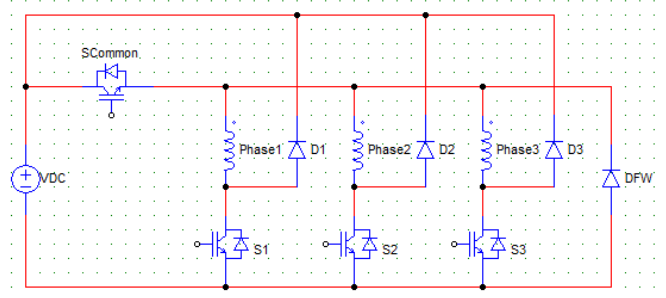 SCommon
Phase1
D1
Phase2
D2
Phase3
D3
VDC
DFW
S1
S2
S3